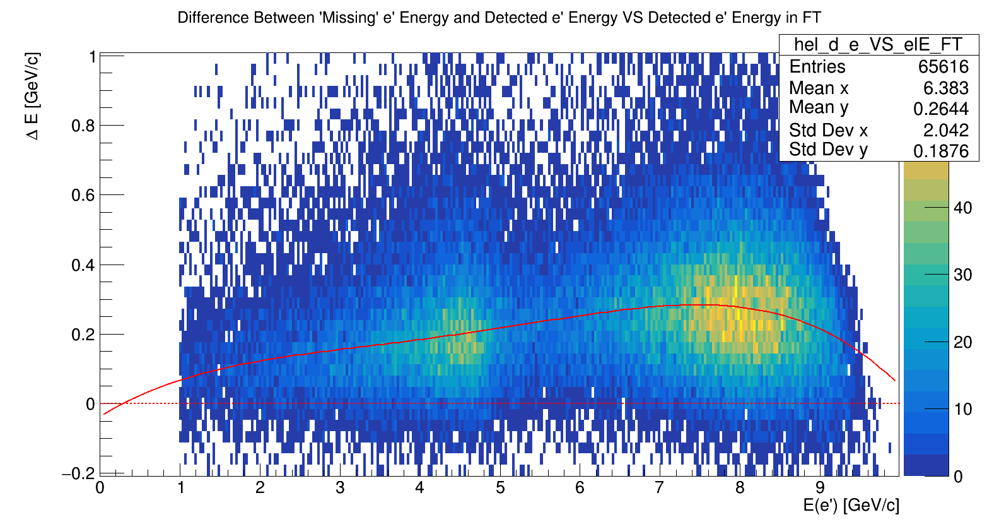 Difference Between 'Missing' e' Energy and Detected e' Energy VS Detected e' Energy in FT
Δ E [GeV/c]
hel_d_e_VS_elE_FT
Entries 65616
Mean x 6.383
Mean y 0.2644
Std Dev x 2.042
Std Dev y 0.1876
1
0.8
0.6
0.4
0.2
0
−0.2
40
30
20
10
0
0 1 2 3 4 5 6 7 8 9
E(e') [GeV/c]